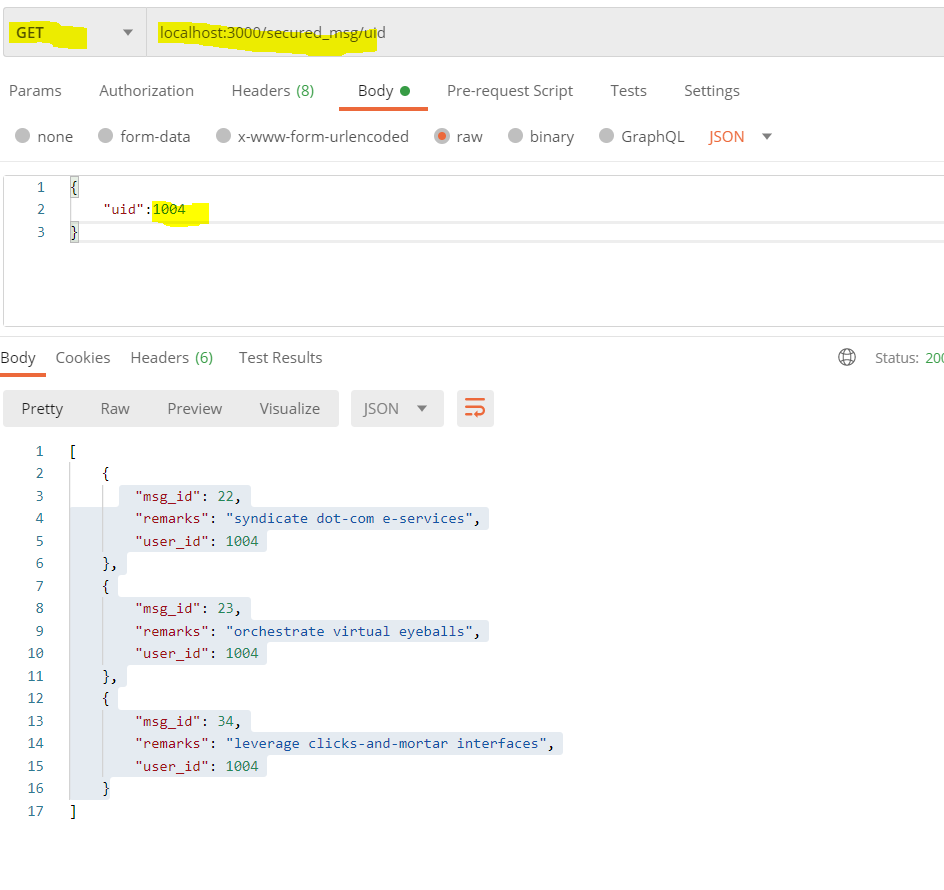 GET localhost:3000/secured_msg/uid
Params Authorization Headers (8) Body Pre-request Script Tests Settings
none form-data x-www-form-urlencoded raw binary GraphQL JSON
1 {
2 "uid":1004
3 }
Body Cookies Headers (6) Test Results Status: 200
Pretty Raw Preview Visualize JSON
1 [
2 {
3 "msg_id": 22,
4 "remarks": "syndicate dot-com e-services",
5 "user_id": 1004
6 },
7 {
8 "msg_id": 23,
9 "remarks": "orchestrate virtual eyeballs",
10 "user_id": 1004
11 },
12 {
13 "msg_id": 34,
14 "remarks": "leverage clicks-and-mortar interfaces",
15 "user_id": 1004
16 }
17 ]